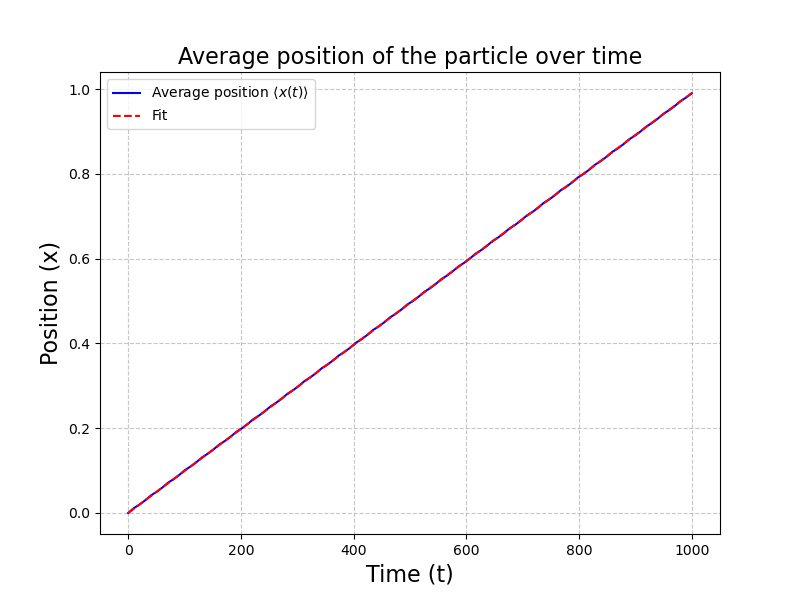 Average position of the particle over time
Average position ⟨x(t)⟩
Fit
Position (x)
1.0
0.8
0.6
0.4
0.2
0.0
0 200 400 600 800 1000
Time (t)